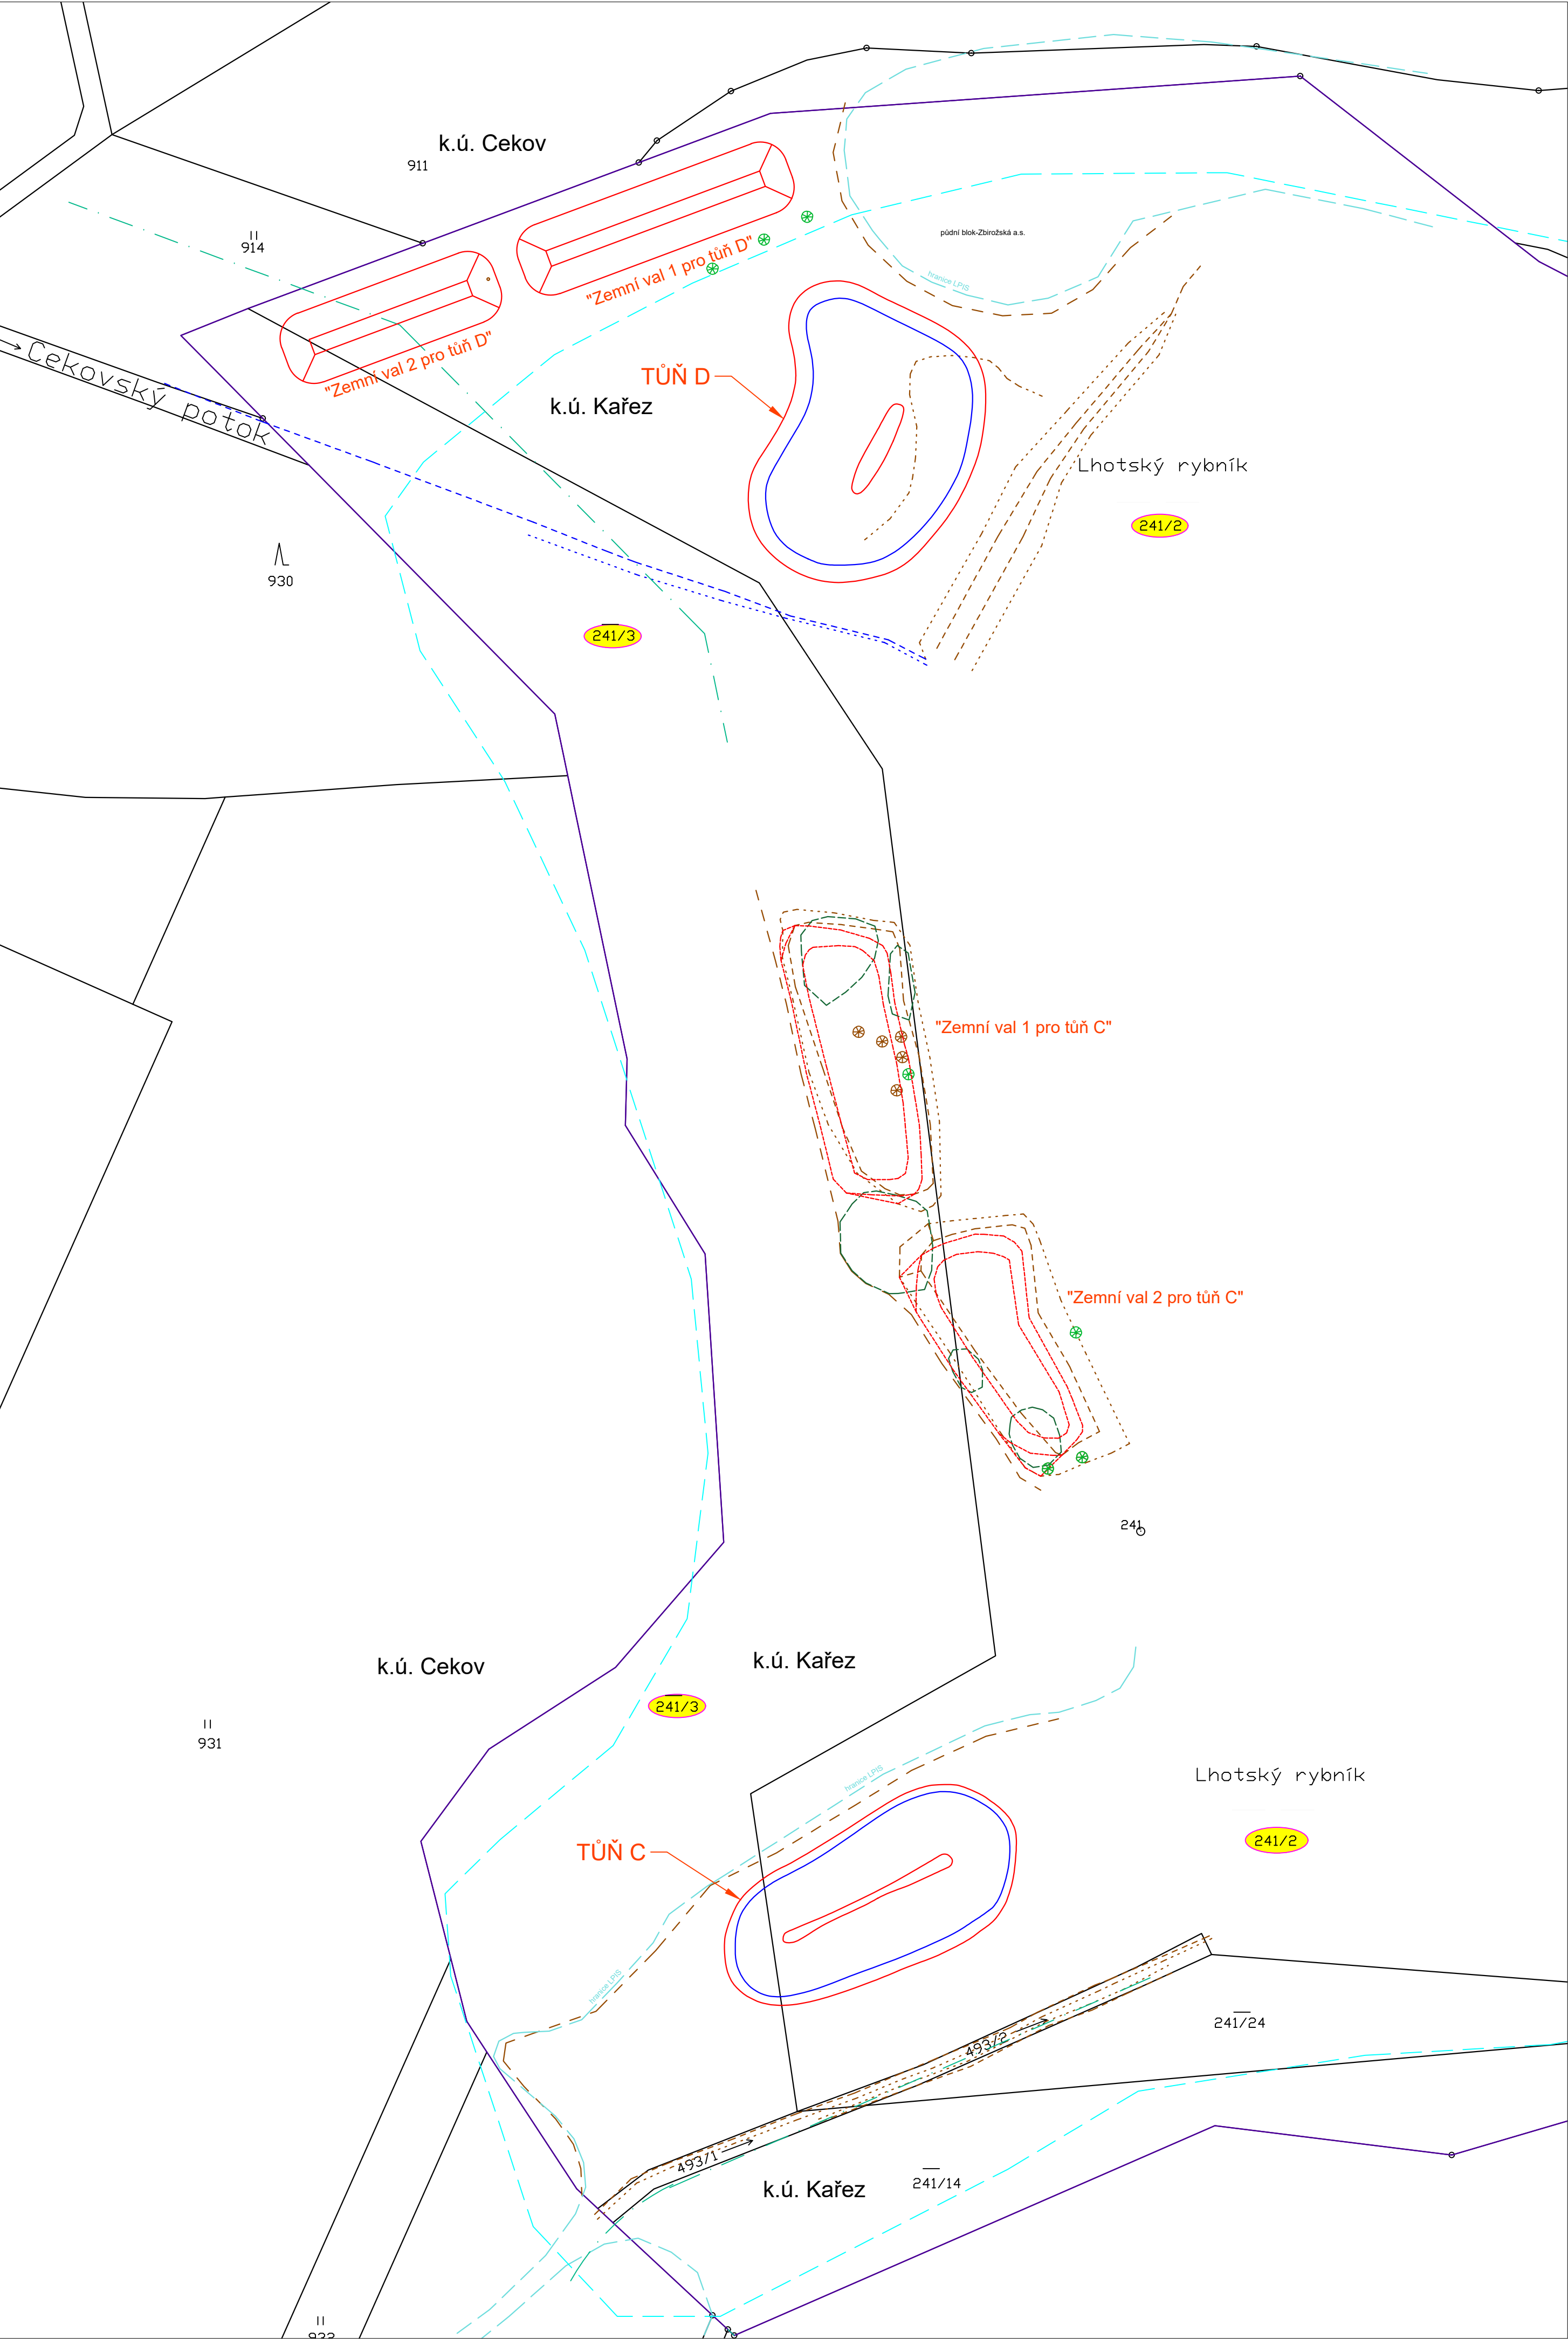 k.ú. Cekov
911
914
půdní blok-Zbirožská a.s.
"Zemní val 1 pro tůň D"
hranice LPIS
"Zemní val 2 pro tůň D"
Cekovský potok
TŮŇ D
k.ú. Kařez
Lhotský rybník
241/2
930
241/3
"Zemní val 1 pro tůň C"
"Zemní val 2 pro tůň C"
241
k.ú. Cekov
k.ú. Kařez
241/3
931
hranice LPIS
Lhotský rybník
241/2
TŮŇ C
hranice LPIS
241/24
493/2
493/1
241/14
k.ú. Kařez